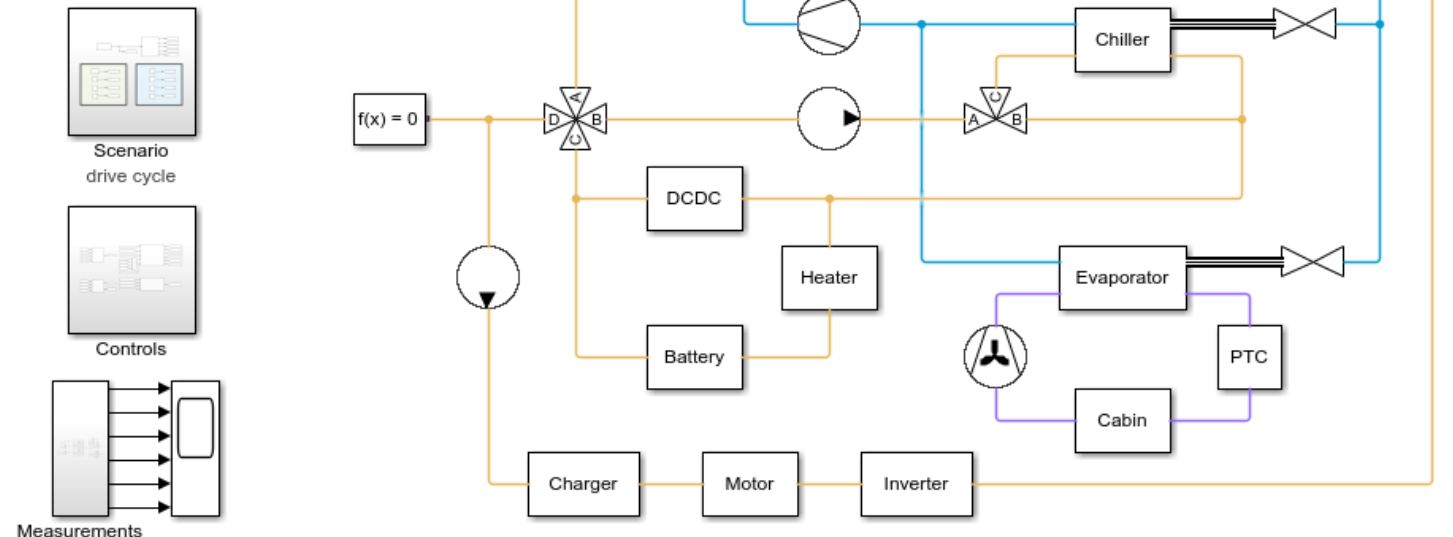 Scenario
drive cycle
Controls
Measurements
f(x) = 0
A
D
B
C
Chiller
C
A
B
DCDC
Heater
Battery
Evaporator
PTC
Cabin
Charger
Motor
Inverter